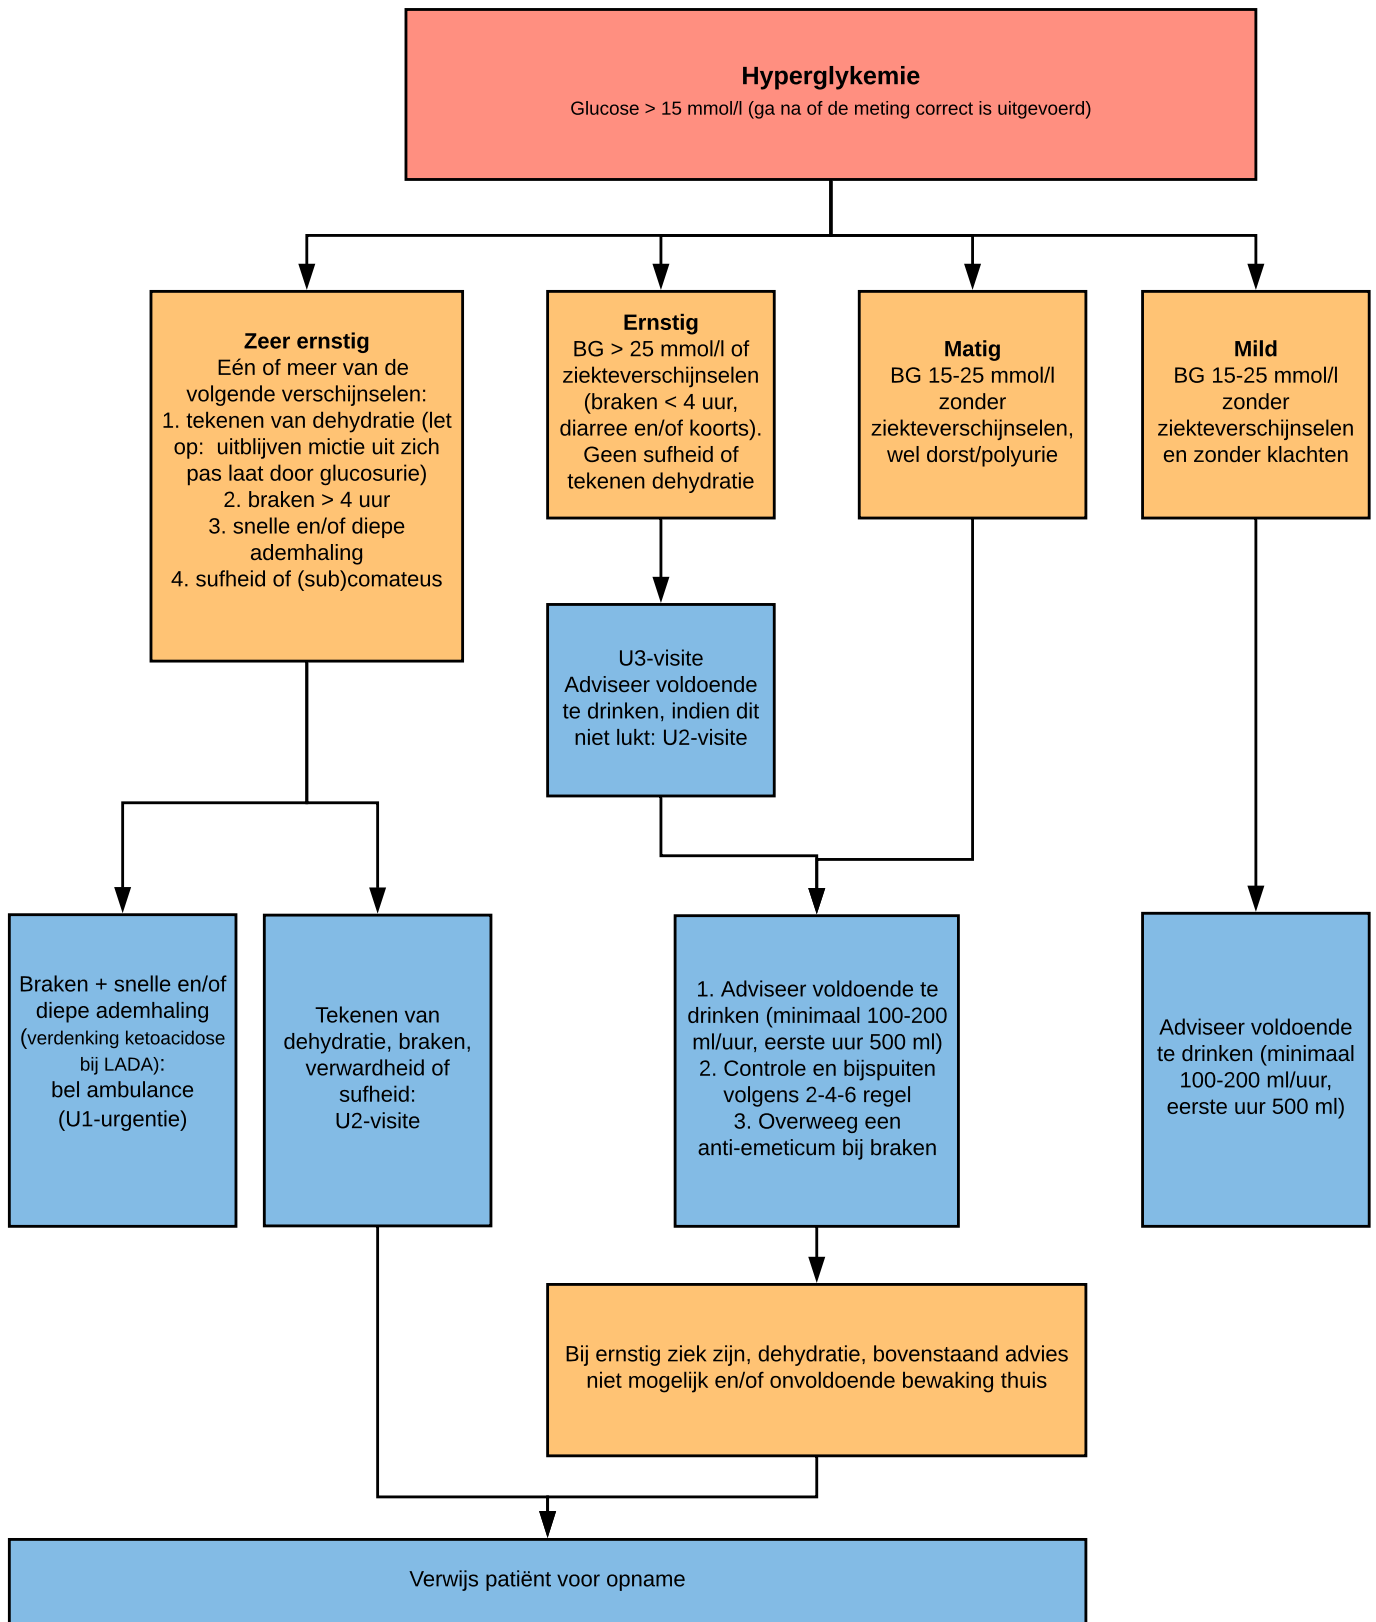 Hyperglykemie
Glucose > 15 mmol/l (ga na of de meting correct is uitgevoerd)
Zeer ernstig
Eén of meer van de
volgende verschijnselen:
1. tekenen van dehydratie (let
op:  uitblijven mictie uit zich
pas laat door glucosurie)
2. braken > 4 uur
3. snelle en/of diepe
ademhaling
4. sufheid of (sub)comateus
Ernstig
BG > 25 mmol/l of
ziekteverschijnselen
(braken < 4 uur,
diarree en/of koorts).
Geen sufheid of
tekenen dehydratie
Matig
BG 15-25 mmol/l
zonder
ziekteverschijnselen,
wel dorst/polyurie
Mild
BG 15-25 mmol/l
zonder
ziekteverschijnselen
en zonder klachten
U3-visite
Adviseer voldoende
te drinken, indien dit
niet lukt: U2-visite
Braken + snelle en/of
diepe ademhaling
(verdenking ketoacidose
bij LADA):
bel ambulance
(U1-urgentie)
Tekenen van
dehydratie, braken,
verwardheid of
sufheid:
U2-visite
1. Adviseer voldoende te
drinken (minimaal 100-200
ml/uur, eerste uur 500 ml)
2. Controle en bijspuiten
volgens 2-4-6 regel
3. Overweeg een
anti-emeticum bij braken
Adviseer voldoende
te drinken (minimaal
100-200 ml/uur,
eerste uur 500 ml)
Bij ernstig ziek zijn, dehydratie, bovenstaand advies
niet mogelijk en/of onvoldoende bewaking thuis
Verwijs patiënt voor opname